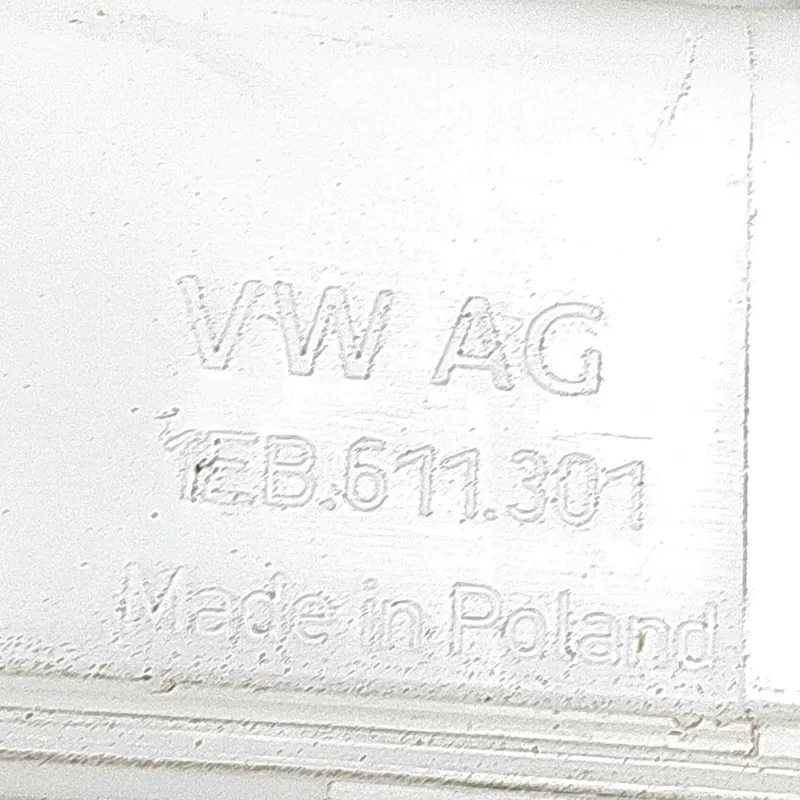 VW AG
1EB.611.301
Made in Poland